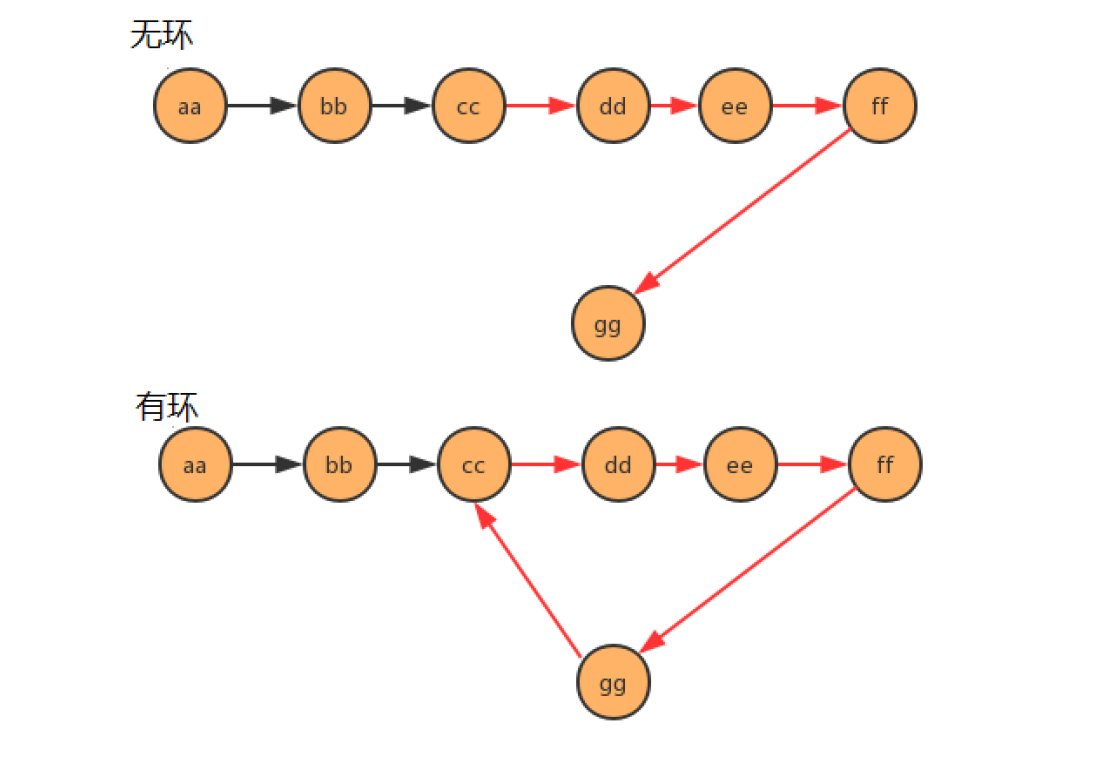 无环
aa bb cc dd ee ff
gg
有环
aa bb cc dd ee ff
gg